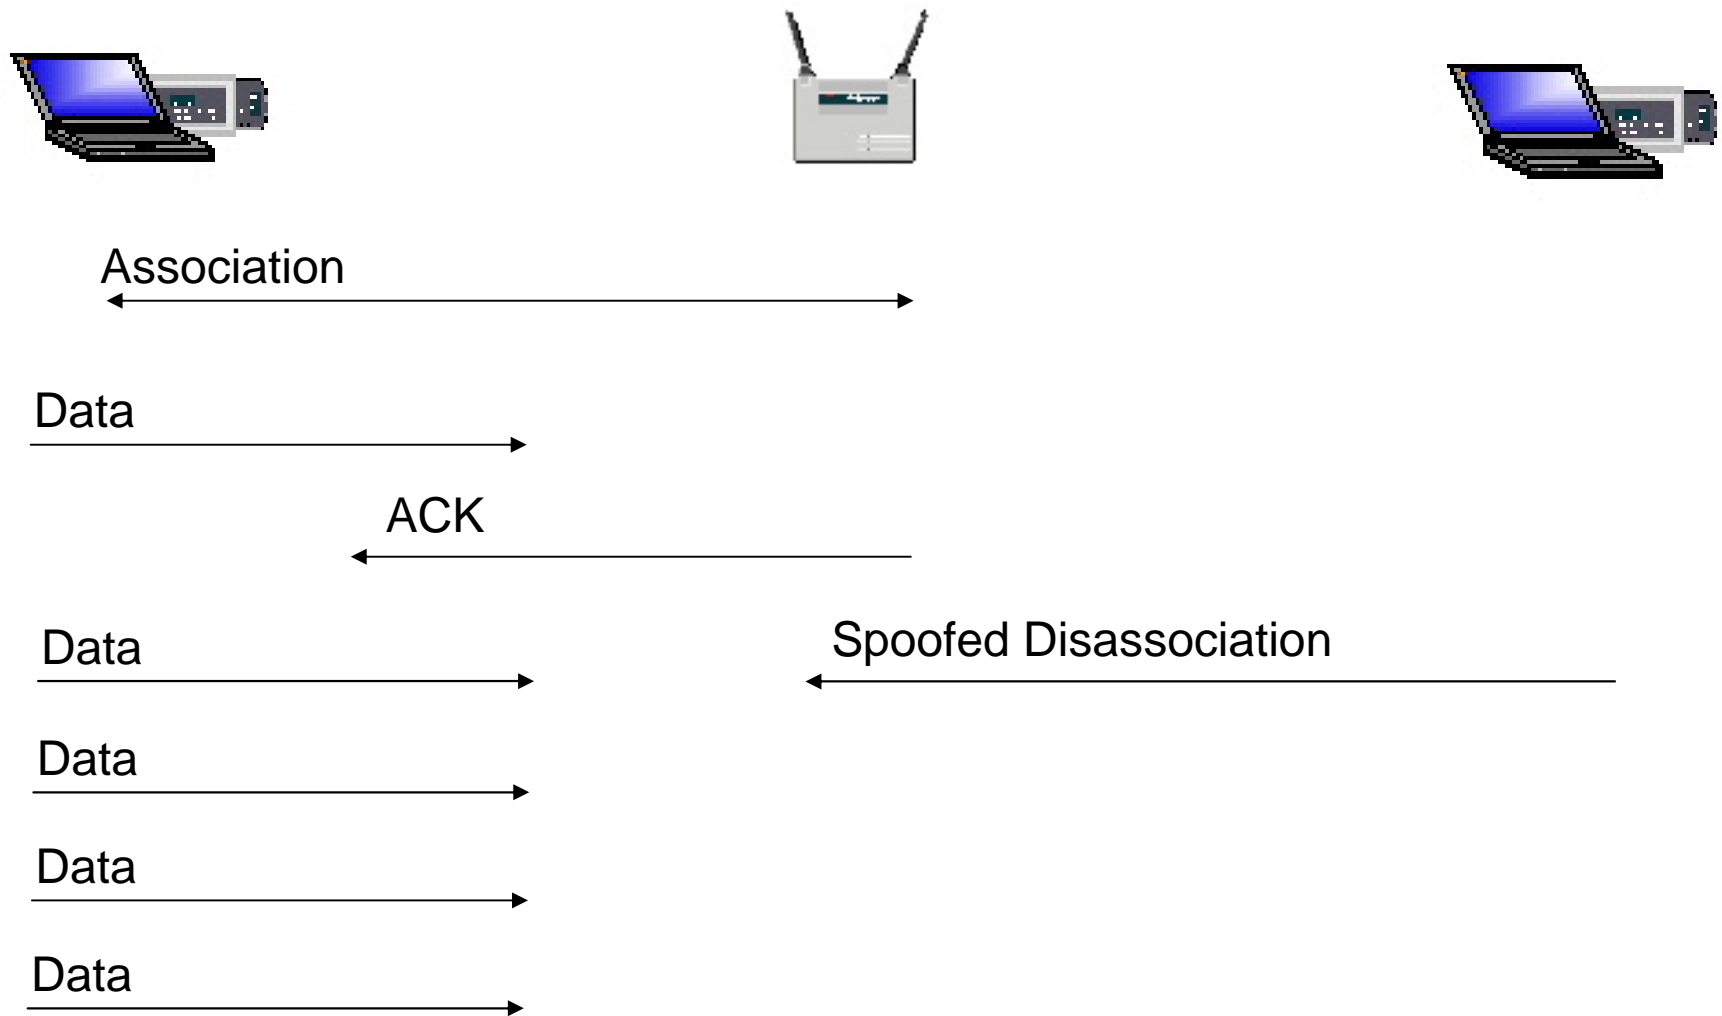 Association
Data
ACK
Data
Spoofed Disassociation
Data
Data
Data